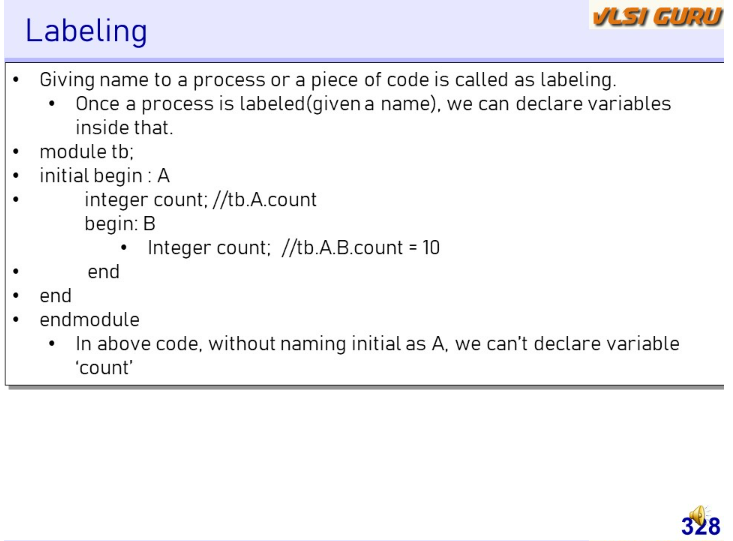 Labeling
VLSI GURU
• Giving name to a process or a piece of code is called as labeling.
• Once a process is labeled(given a name), we can declare variables
inside that.
• module tb;
• initial begin : A
• integer count; //tb.A.count
begin: B
• Integer count; //tb.A.B.count = 10
• end
• end
• endmodule
• In above code, without naming initial as A, we can't declare variable
'count'
328